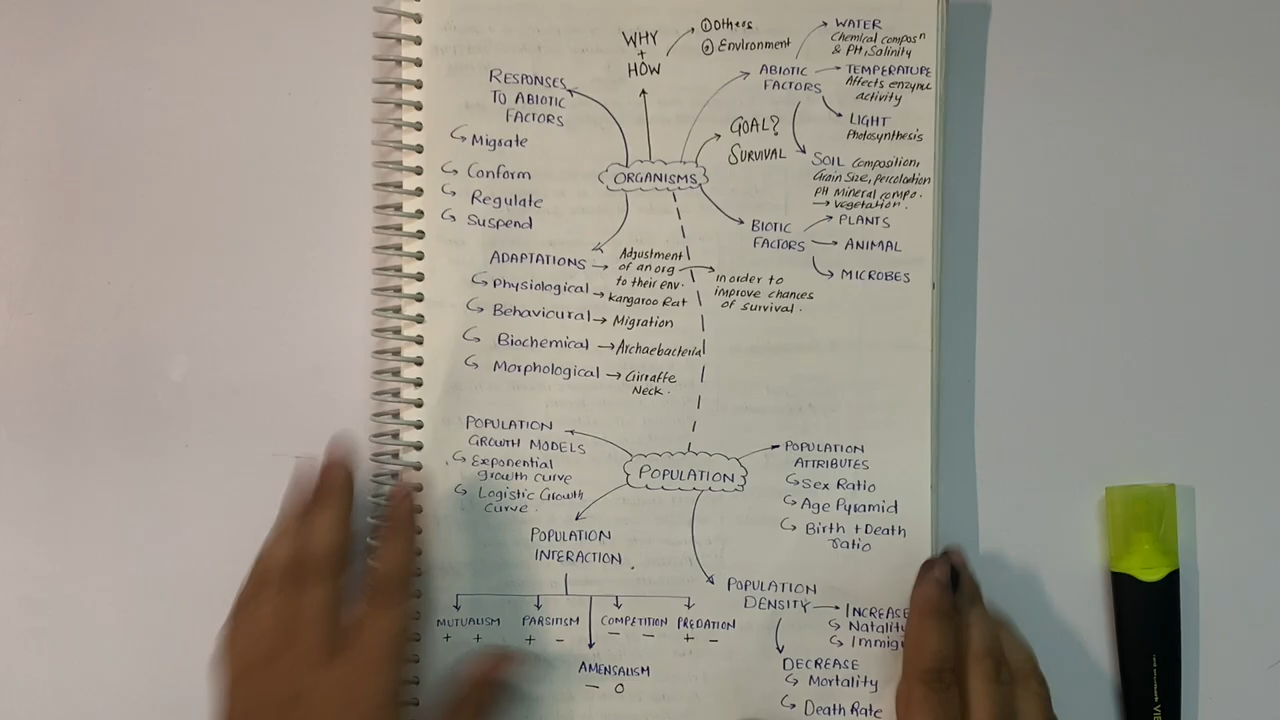 WHY
+
HOW
① Others
② Environment
RESPONSES
TO ABIOTIC
FACTORS
Migrate
Conform
Regulate
Suspend
ABIOTIC
FACTORS
WATER
Chemical composn
& PH, Salinity
TEMPERATURE
Affects enzyme
activity
LIGHT
Photosynthesis
SOIL Composition,
Grain Size, percolation
PH Mineral compo.
→ vegetation.
GOAL?
SURVIVAL
ORGANISMS
BIOTIC
FACTORS
PLANTS
ANIMAL
MICROBES
ADAPTATIONS → Adjustment
of an org
to their env.
In order to
improve chances
of survival.
Physiological → Kangaroo Rat
Behavioural → Migration
Biochemical → Archaebacteria
Morphological → Girraffe
Neck.
POPULATION
GROWTH MODELS
Exponential
growth curve
Logistic Growth
Curve.
POPULATION
POPULATION
ATTRIBUTES
Sex Ratio
Age Pyramid
Birth + Death
ratio
POPULATION
INTERACTION
MUTUALISM
+ +
PARSITISM
+ −
COMPETITION
− −
PREDATION
+ −
AMENSALISM
− 0
POPULATION
DENSITY → INCREASE
Natality
Immig
DECREASE
Mortality
Death Rate